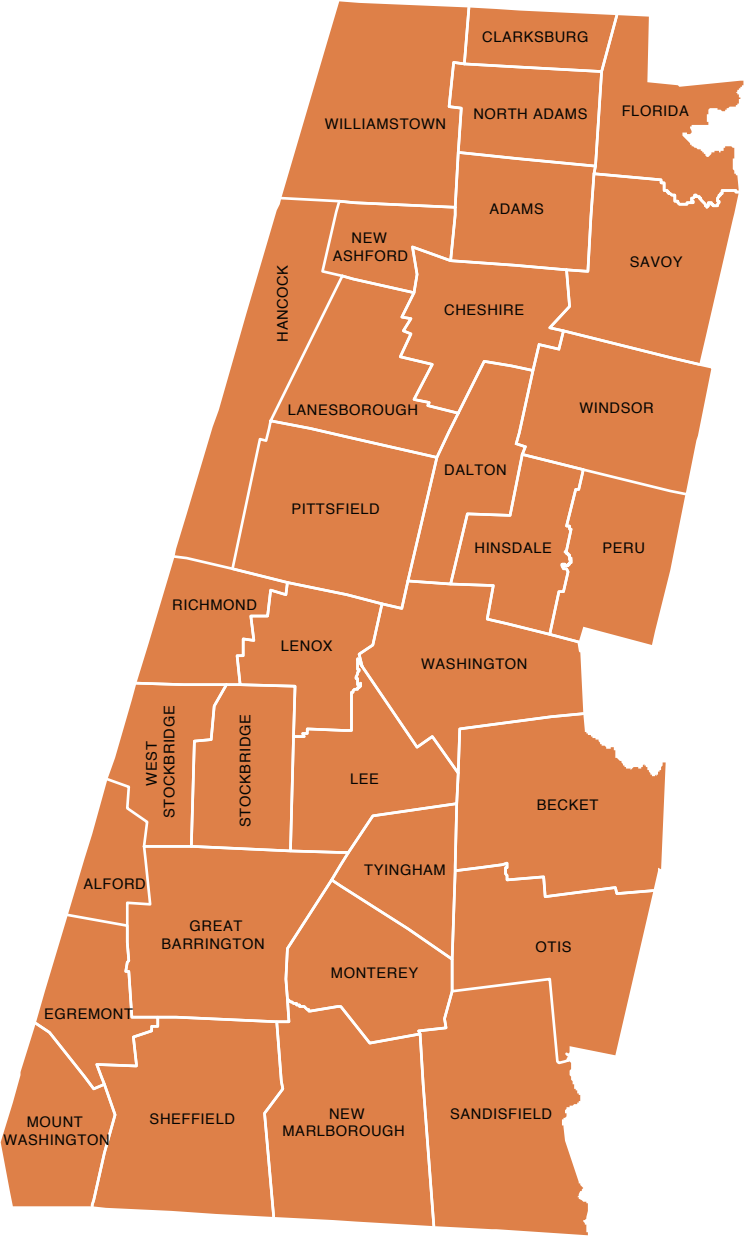 CLARKSBURG
FLORIDA
NORTH ADAMS
WILLIAMSTOWN
ADAMS
NEW
ASHFORD
SAVOY
HANCOCK
CHESHIRE
LANESBOROUGH
WINDSOR
DALTON
PITTSFIELD
HINSDALE
PERU
RICHMOND
LENOX
WASHINGTON
WEST
STOCKBRIDGE
STOCKBRIDGE
LEE
BECKET
TYINGHAM
ALFORD
GREAT
BARRINGTON
OTIS
MONTEREY
EGREMONT
MOUNT
WASHINGTON
SHEFFIELD
NEW
MARLBOROUGH
SANDISFIELD